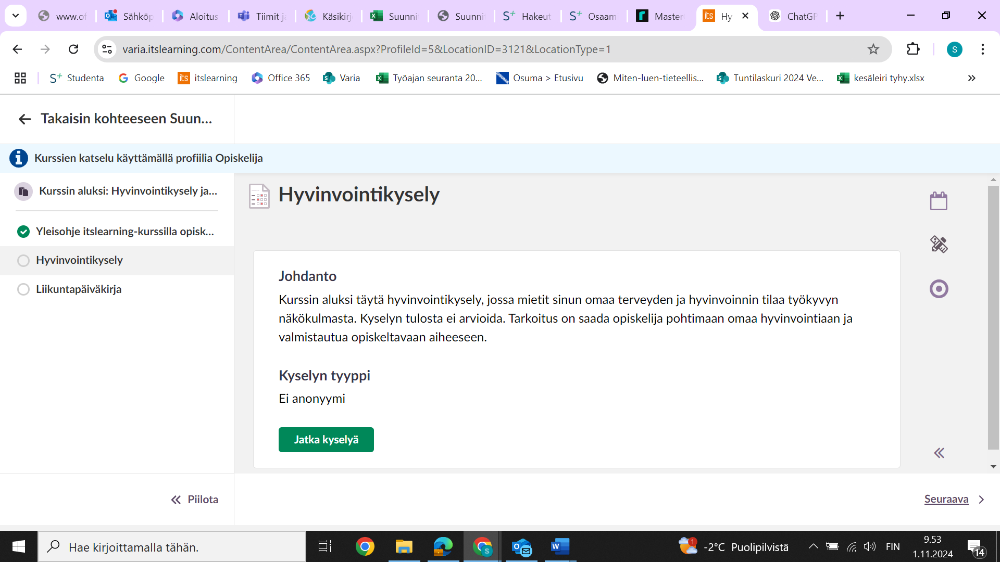 www.of
Sähköp
Aloitus
Tiimit ja
Käsikirj
Suunni
Suunni
Hakeut
Osaam
Master
its
Hy
ChatGP
varia.itslearning.com/ContentArea/ContentArea.aspx?ProfileId=5&LocationID=3121&LocationType=1
S
Studenta
Google
its itslearning
Office 365
Varia
Työajan seuranta 20...
Osuma > Etusivu
Miten-luen-tieteellis...
Tuntilaskuri 2024 Ve...
kesäleiri tyhy.xlsx
Takaisin kohteeseen Suun...
Kurssien katselu käyttämällä profiilia Opiskelija
Kurssin aluksi: Hyvinvointikysely ja...
Yleisohje itslearning-kurssilla opisk...
Hyvinvointikysely
Liikuntapäiväkirja
Piilota
Hyvinvointikysely
Johdanto
Kurssin aluksi täytä hyvinvointikysely, jossa mietit sinun omaa terveyden ja hyvinvoinnin tilaa työkyvyn
näkökulmasta. Kyselyn tulosta ei arvioida. Tarkoitus on saada opiskelija pohtimaan omaa hyvinvointiaan ja
valmistautua opiskeltavaan aiheeseen.
Kyselyn tyyppi
Ei anonyymi
Jatka kyselyä
Seuraava
Hae kirjoittamalla tähän.
1
-2°C Puolipilvistä
FIN
9.53
1.11.2024
14